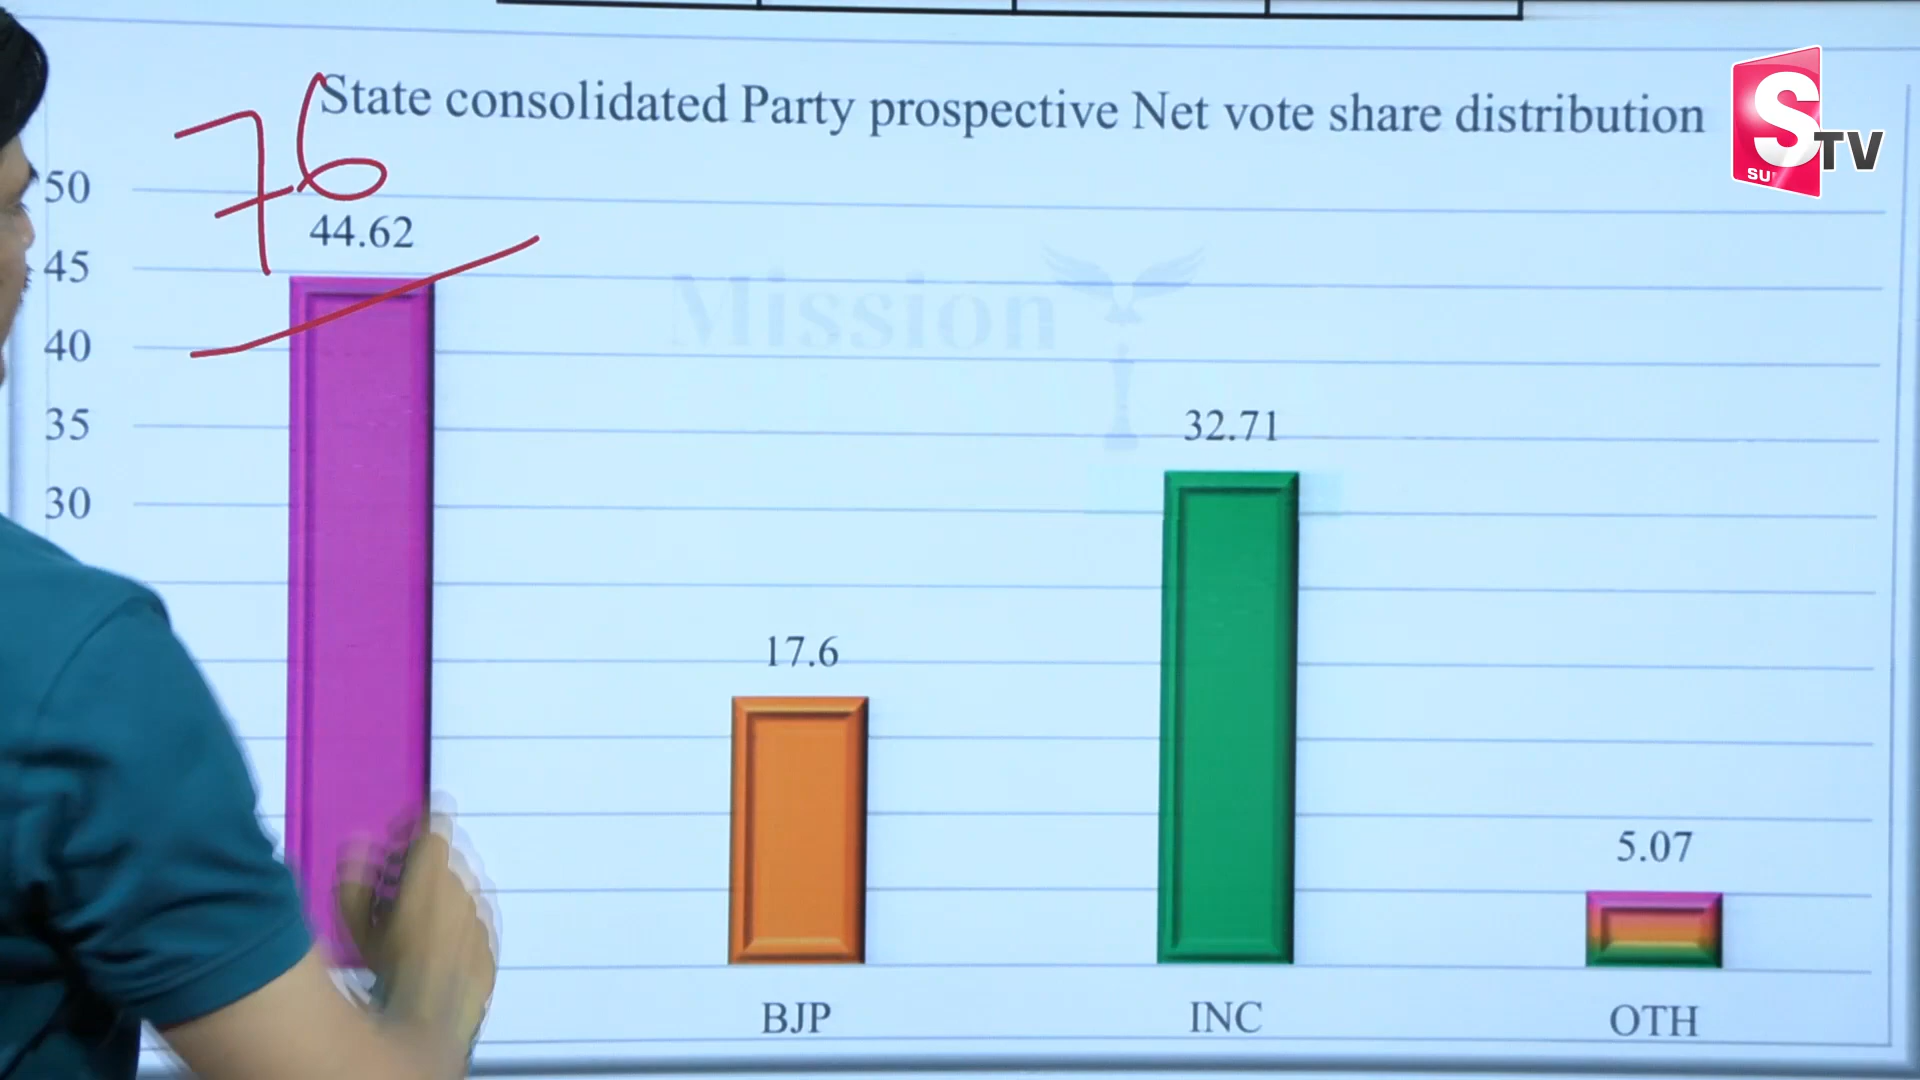 State consolidated Party prospective Net vote share distribution
S
TV
SU
76
50
44.62
45
Mission
40
35
32.71
30
17.6
5.07
BJP
INC
OTH